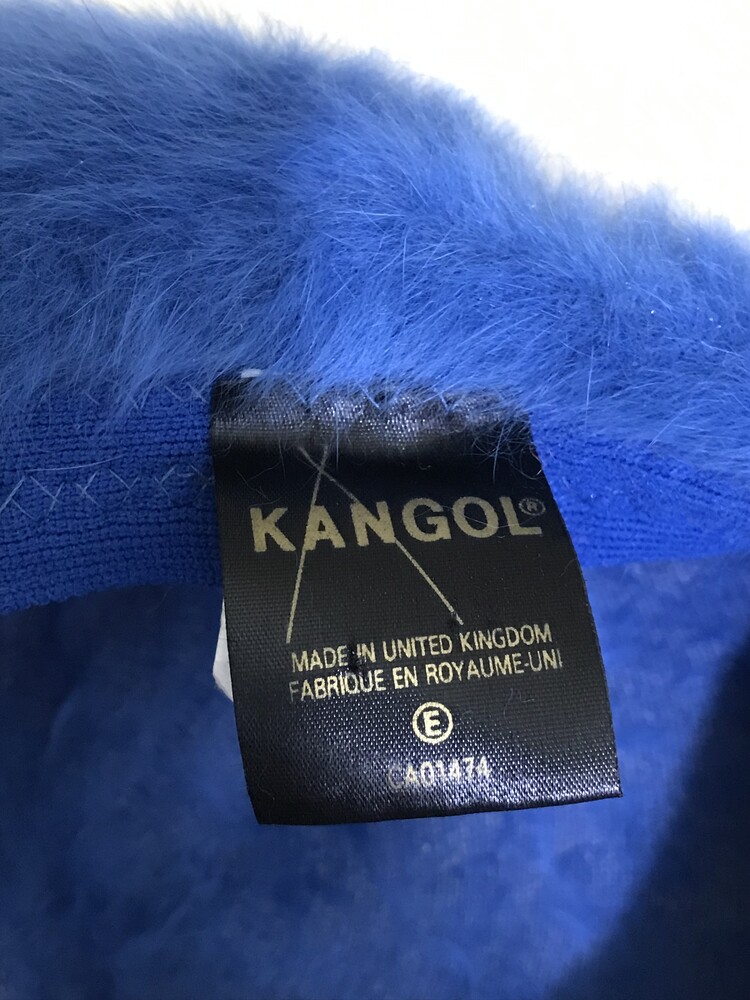 KANGOL®
MADE IN UNITED KINGDOM
FABRIQUE EN ROYAUME-UNI
E
CA01474